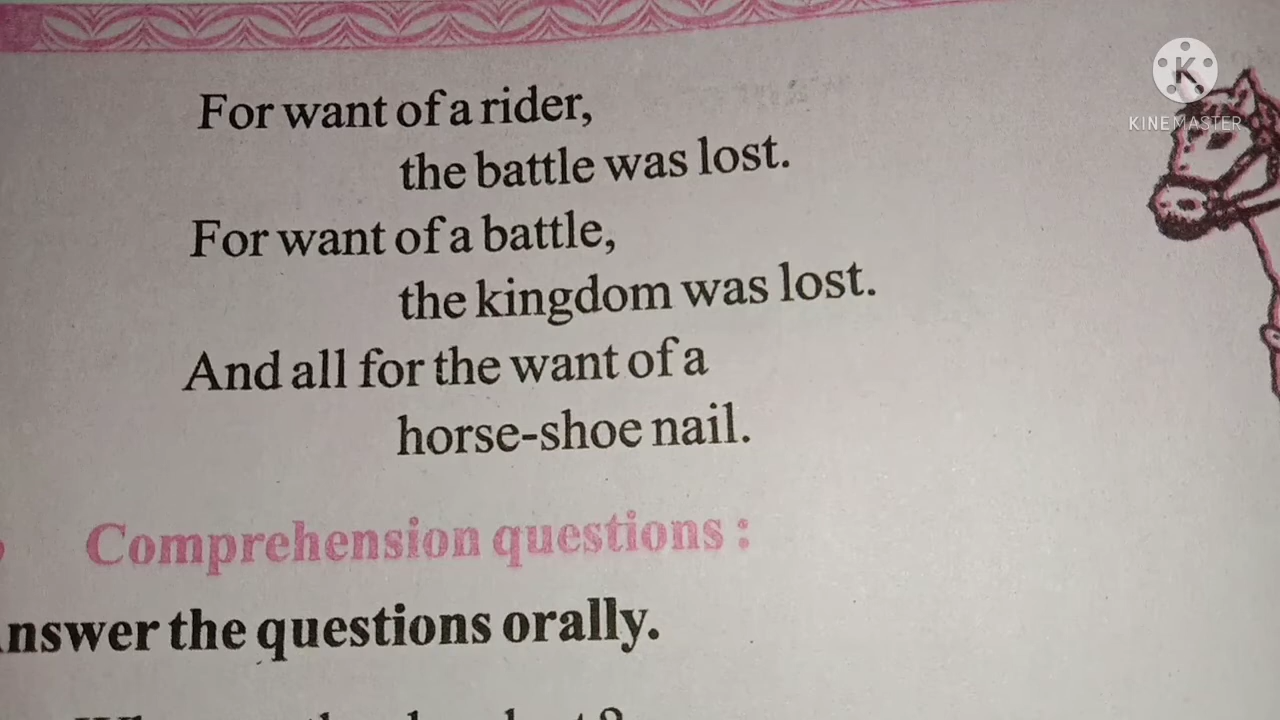 For want of a rider,
the battle was lost.
For want of a battle,
the kingdom was lost.
And all for the want of a
horse-shoe nail.
Comprehension questions :
nswer the questions orally.
K
KINEMASTER